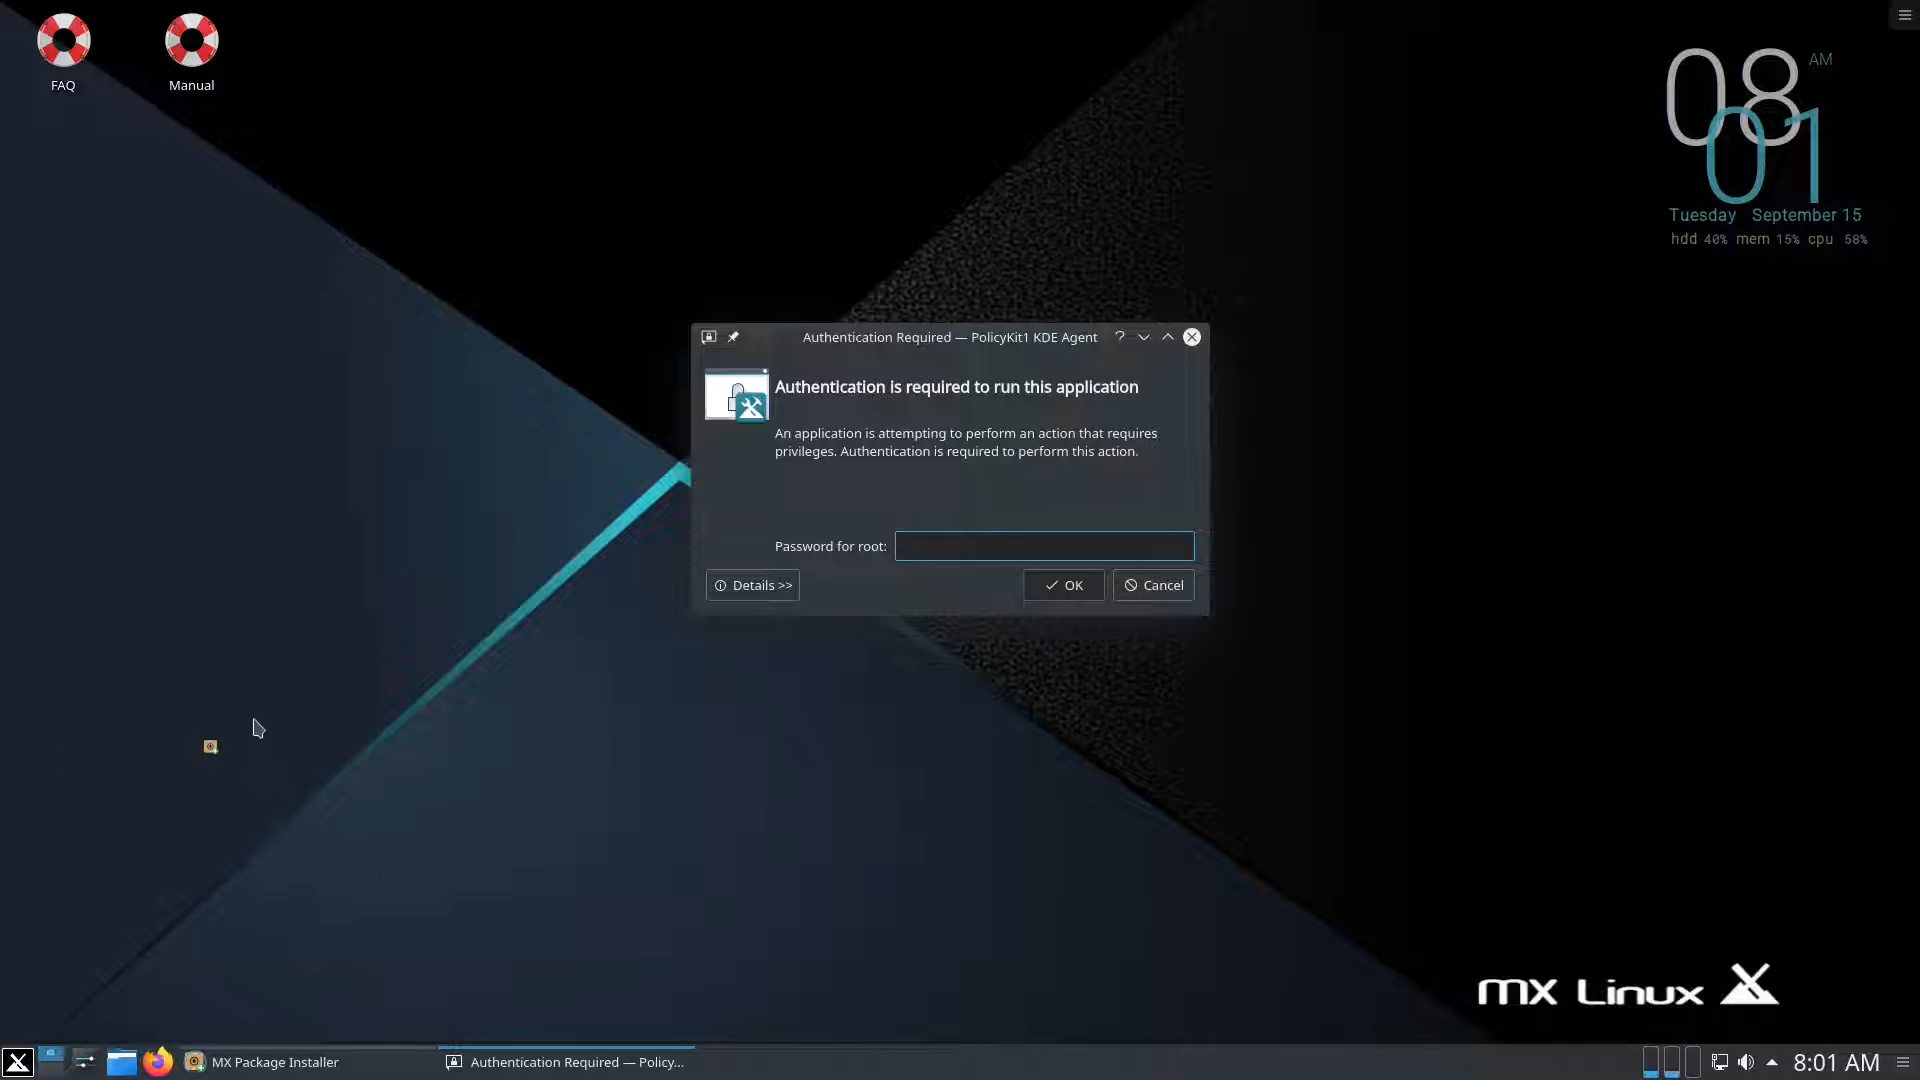 FAQ
Manual
08 AM
01
Tuesday September 15
hdd 40% mem 15% cpu 58%
Authentication Required — PolicyKit1 KDE Agent
Authentication is required to run this application
An application is attempting to perform an action that requires
privileges. Authentication is required to perform this action.
Password for root:
Details >>
OK
Cancel
MX Linux
MX Package Installer
Authentication Required — Policy...
8:01 AM